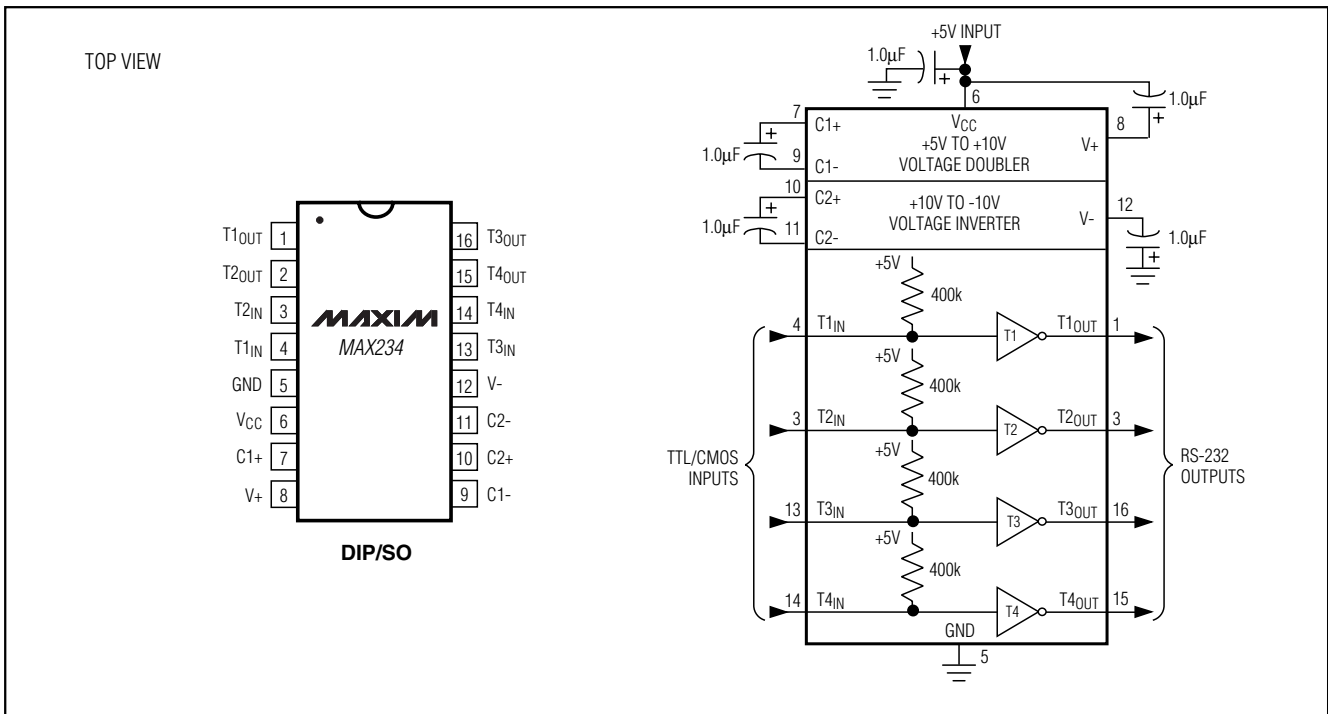 TOP VIEW
T1OUT 1
T2OUT 2
T2IN 3
T1IN 4
GND 5
VCC 6
C1+ 7
V+ 8
16 T3OUT
15 T4OUT
14 T4IN
13 T3IN
12 V-
11 C2-
10 C2+
9 C1-
MAXIM
MAX234
DIP/SO
+5V INPUT
1.0μF
+
6
1.0μF
+
8
7
C1+
+
1.0μF
9
C1-
VCC
+5V TO +10V
VOLTAGE DOUBLER
V+
10
C2+
+
1.0μF
11
C2-
+10V TO -10V
VOLTAGE INVERTER
V-
12
1.0μF
+
+5V
400k
4 T1IN T1 T1OUT 1
+5V
400k
3 T2IN T2 T2OUT 3
+5V
400k
13 T3IN T3 T3OUT 16
+5V
400k
14 T4IN T4 T4OUT 15
TTL/CMOS
INPUTS
RS-232
OUTPUTS
GND
5